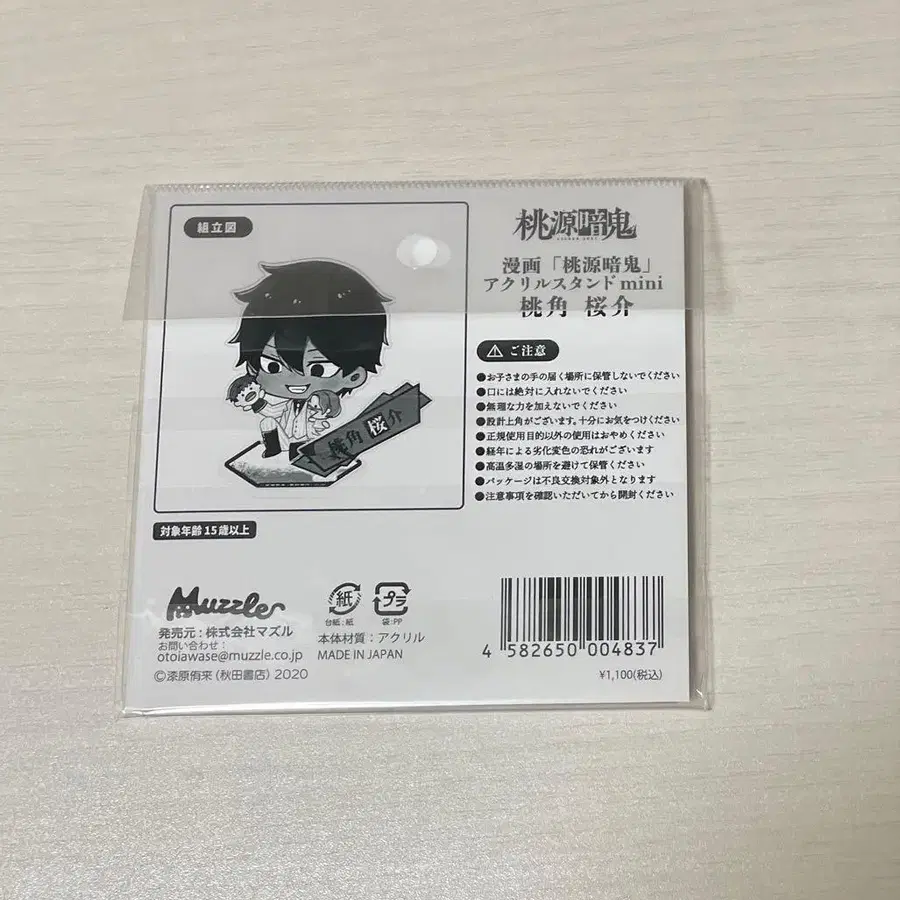 組立図
桃角 桜介
桃源暗鬼
漫画「桃源暗鬼」
アクリルスタンドmini
桃角 桜介
ご注意
●お子さまの手の届く場所に保管しないでください
●口には絶対に入れないでください
●無理な力を加えないでください
●設計上角がございます。十分にお気をつけください
●正規使用目的以外の使用はおやめください
●経年による劣化変色の恐れがございます
●高温多湿の場所を避けて保管ください
●パッケージは不良交換対象外となります
●注意事項を確認いただいてから開封ください
対象年齢15歳以上
Muzzle
発売元：株式会社マズル
お問い合わせ：
otoiawase@muzzle.co.jp
©漆原侑来（秋田書店）2020
紙
台紙：紙
プラ
袋：PP
本体材質：アクリル
MADE IN JAPAN
4 582650 004837
¥1,100(税込)